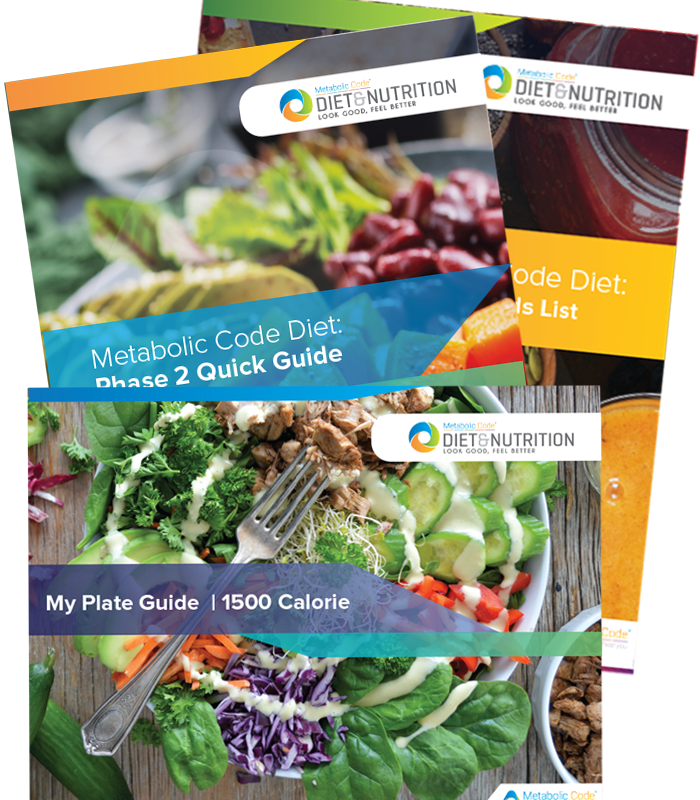 Metabolic Code®
DIET&NUTRITION
LOOK GOOD, FEEL BETTER
Metabolic Code®
DIET&NUTRITION
LOOK GOOD, FEEL BETTER
Metabolic Code Diet:
Phase 2 Quick Guide
ode Diet:
ls List
Metabolic Code®
DIET&NUTRITION
LOOK GOOD, FEEL BETTER
My Plate Guide | 1500 Calorie
Code®
Metabolic Code®